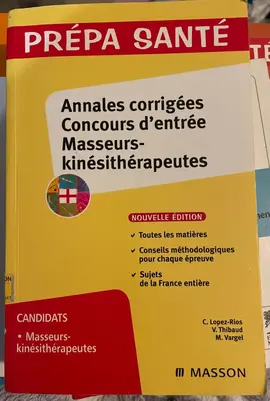 PRÉPA SANTÉ
Annales corrigées
Concours d'entrée
Masseurs-
kinésithérapeutes
NOUVELLE ÉDITION
Toutes les matières
Conseils méthodologiques
pour chaque épreuve
Sujets
de la France entière
C. Lopez-Rios
V. Thibaud
M. Vargel
CANDIDATS
• Masseurs-
kinésithérapeutes
MASSON